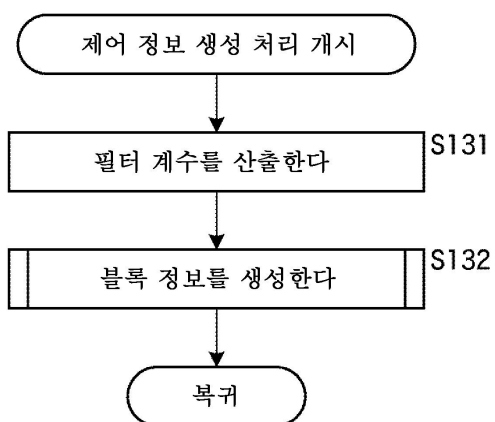 제어 정보 생성 처리 개시
S131
필터 계수를 산출한다
S132
블록 정보를 생성한다
복귀